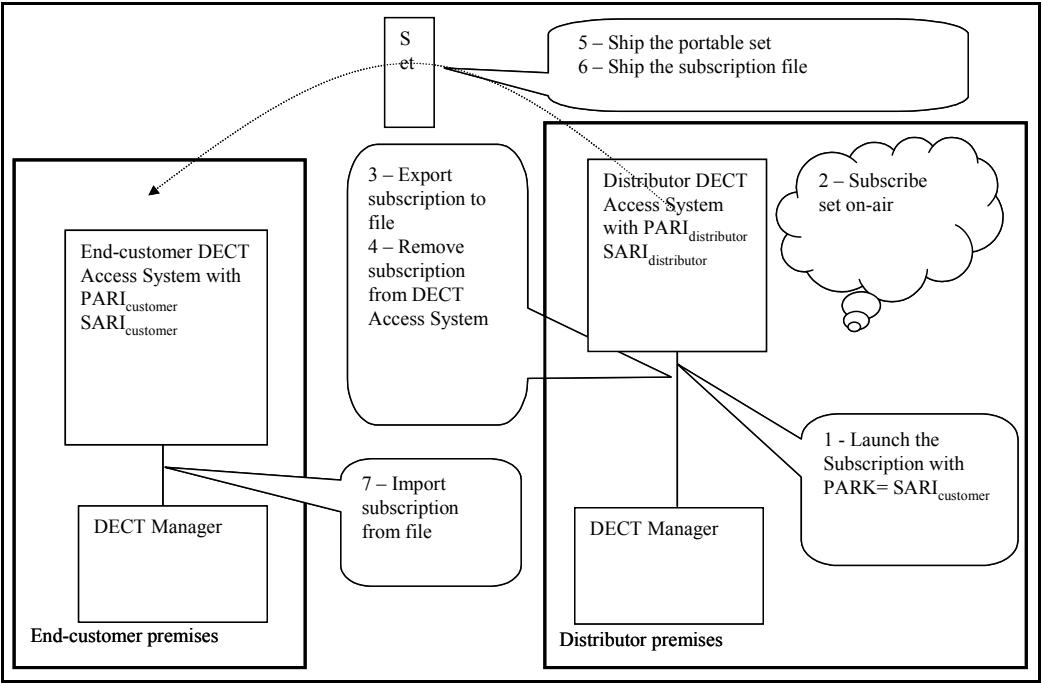 S
et
5 – Ship the portable set
6 – Ship the subscription file
3 – Export
subscription to
file
4 – Remove
subscription
from DECT
Access System
Distributor DECT
Access System
with PARIdistributor
SARIdistributor
2 – Subscribe
set on-air
End-customer DECT
Access System with
PARIcustomer
SARIcustomer
1 - Launch the
Subscription with
PARK= SARIcustomer
7 – Import
subscription
from file
DECT Manager
DECT Manager
End-customer premises
Distributor premises